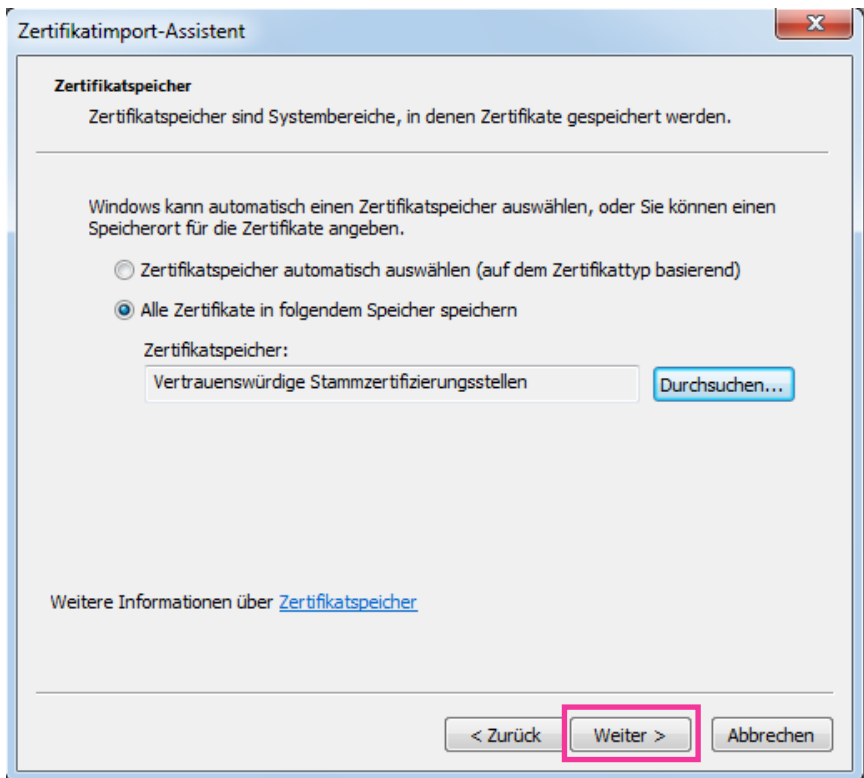 Zertifikatimport-Assistent
Zertifikatspeicher
Zertifikatspeicher sind Systembereiche, in denen Zertifikate gespeichert werden.
Windows kann automatisch einen Zertifikatspeicher auswählen, oder Sie können einen
Speicherort für die Zertifikate angeben.
Zertifikatspeicher automatisch auswählen (auf dem Zertifikattyp basierend)
Alle Zertifikate in folgendem Speicher speichern
Zertifikatspeicher:
Vertrauenswürdige Stammzertifizierungsstellen
Durchsuchen...
Weitere Informationen über Zertifikatspeicher
< Zurück Weiter > Abbrechen